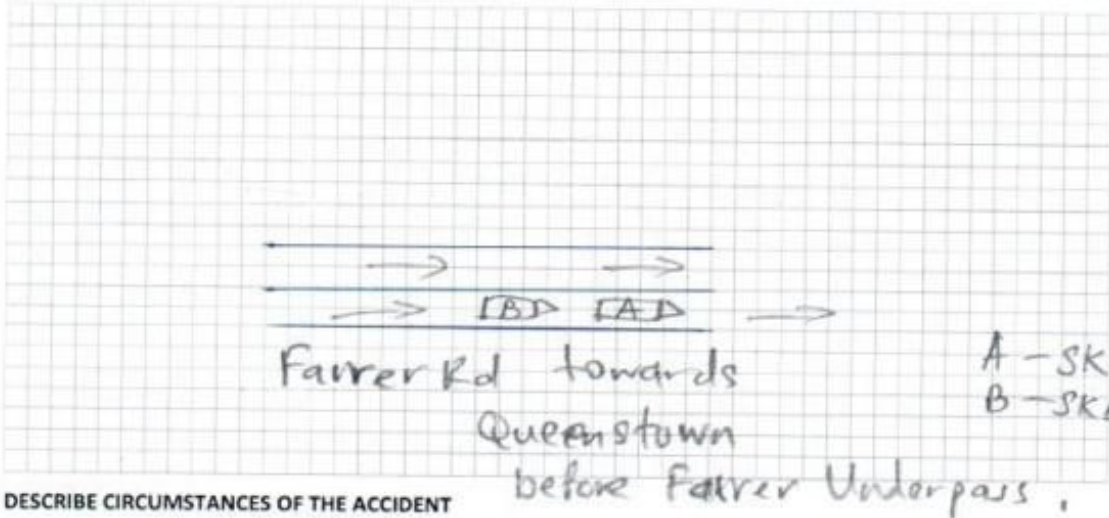 B A
Farrer Rd towards
A - SK
Queenstown
B - SK
before Farrer Underpass.
DESCRIBE CIRCUMSTANCES OF THE ACCIDENT